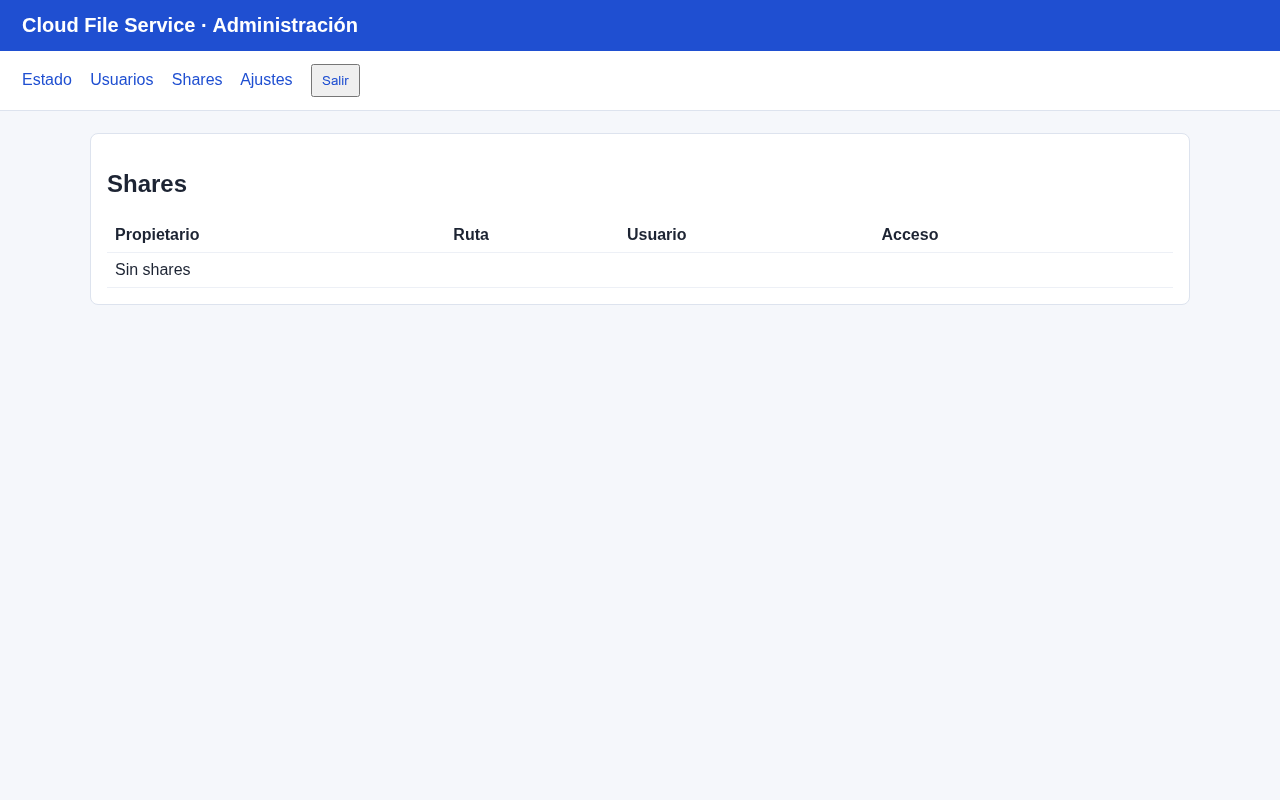 Cloud File Service · Administración
Estado Usuarios Shares Ajustes Salir
Shares
Propietario Ruta Usuario Acceso
Sin shares